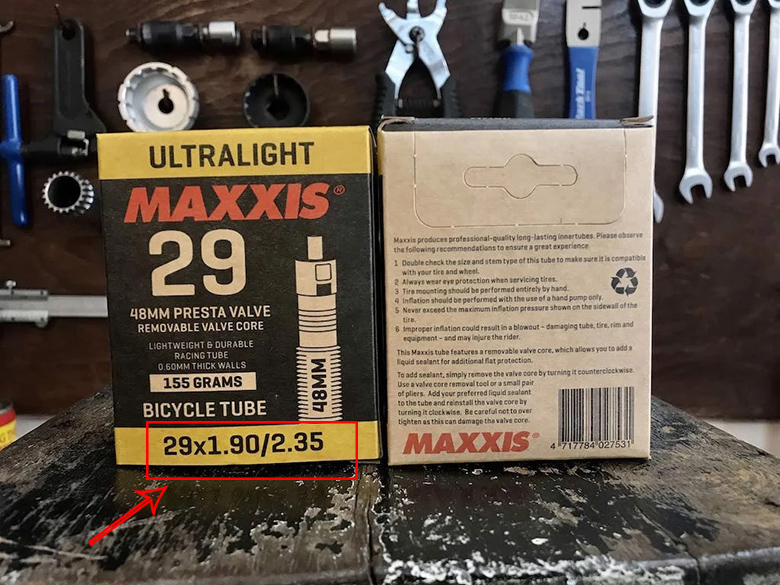 ULTRALIGHT
MAXXIS®
29
48MM PRESTA VALVE
REMOVABLE VALVE CORE
LIGHTWEIGHT & DURABLE
RACING TUBE
0.60MM THICK WALLS
155 GRAMS
48MM
BICYCLE TUBE
29x1.90/2.35
Maxxis produces professional-quality long-lasting innertubes. Please observe
the following recommendations to ensure a great experience.
1 Double check the size and stem type of this tube to make sure it is compatible
with your tire and wheel.
2 Always wear eye protection when servicing tires.
3 Tire mounting should be performed entirely by hand.
4 Inflation should be performed with the use of a hand pump only.
5 Never exceed the maximum inflation pressure shown on the sidewall of the
tire.
6 Improper inflation could result in a blowout – damaging tube, tire, rim and
equipment – and may injure the rider.
This Maxxis tube features a removable valve core, which allows you to add a
liquid sealant for additional flat protection.
To add sealant, simply remove the valve core by turning it counterclockwise.
Use a valve core removal tool or a small pair
of pliers. Add your preferred liquid sealant
to the tube and reinstall the valve core by
turning it clockwise. Be careful not to over
tighten as this can damage the valve core.
MAXXIS®
4 717784 027531
Park Tool